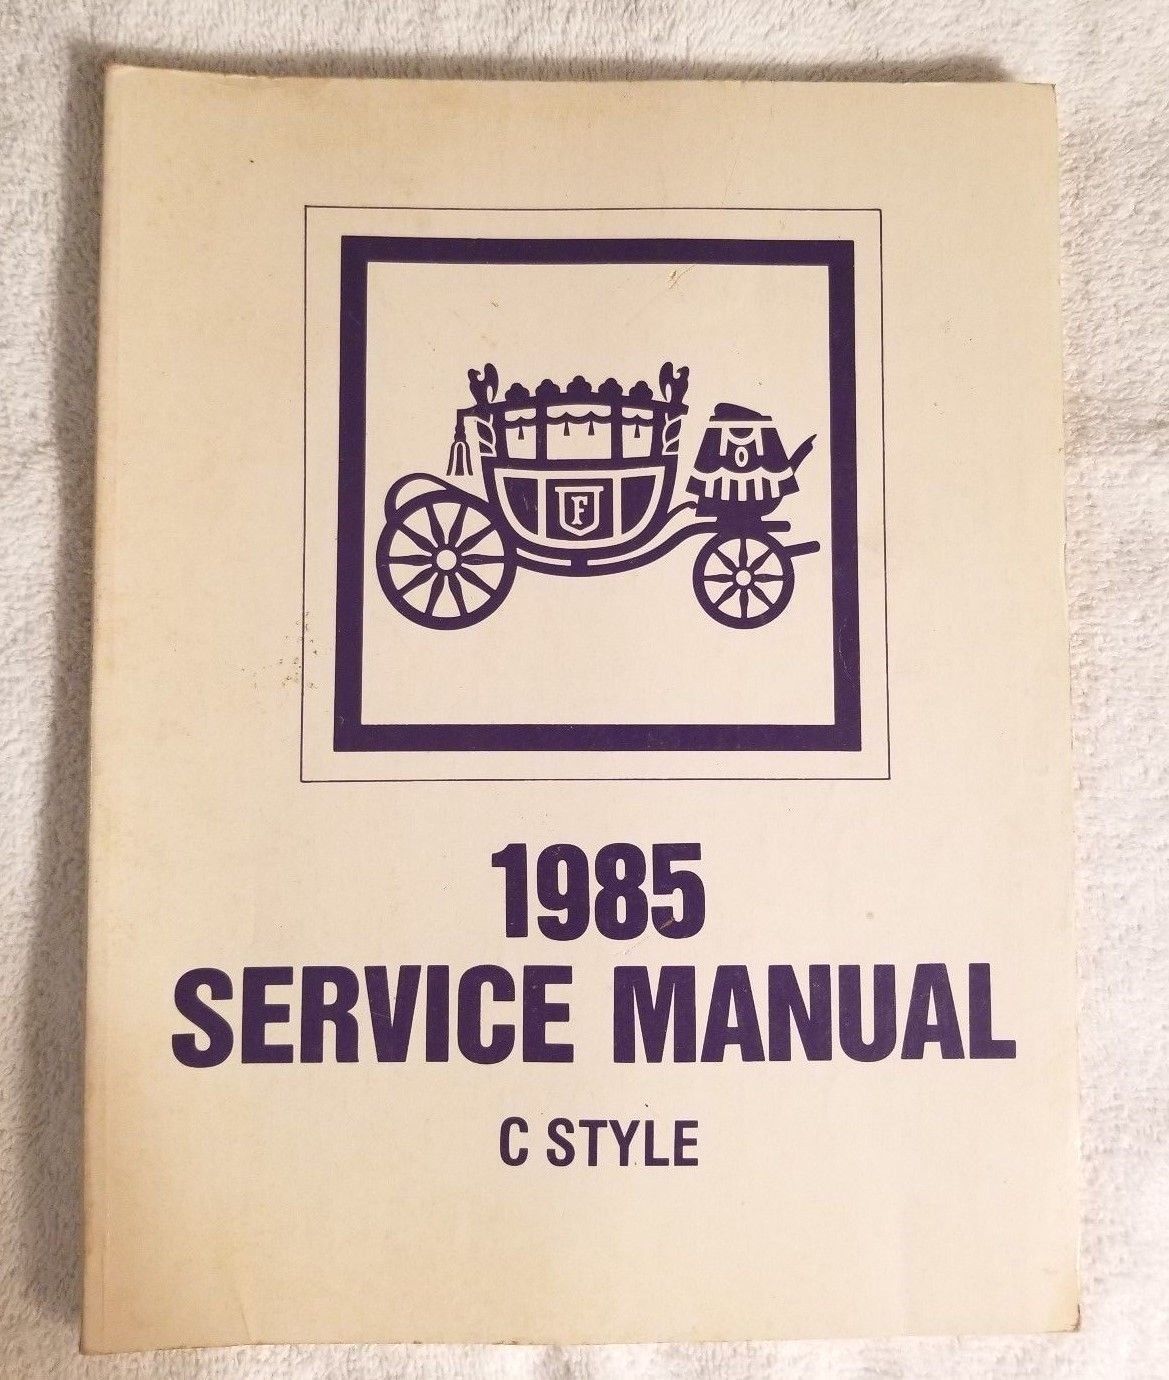 F
1985
SERVICE MANUAL
C STYLE